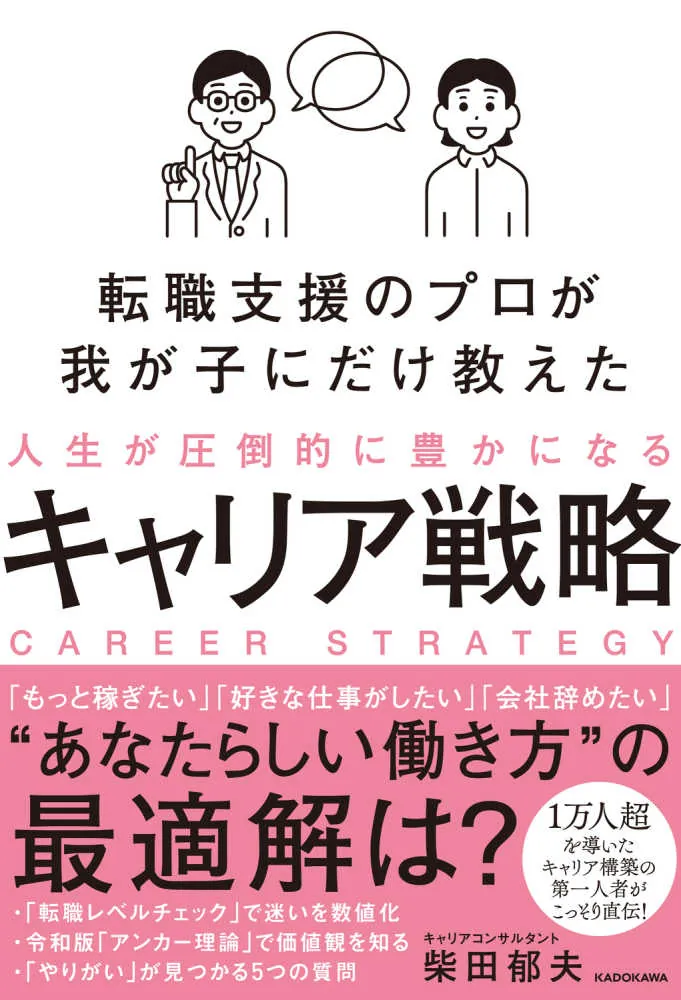 転職支援のプロが
我が子にだけ教えた
人生が圧倒的に豊かになる
キャリア戦略
CAREER STRATEGY
「もっと稼ぎたい」「好きな仕事がしたい」「会社辞めたい」
“あなたらしい働き方”の
最適解は?
1万人超
を導いた
キャリア構築の
第一人者が
こっそり直伝!
・「転職レベルチェック」で迷いを数値化
・令和版「アンカー理論」で価値観を知る
・「やりがい」が見つかる5つの質問
キャリアコンサルタント
柴田郁夫
KADOKAWA